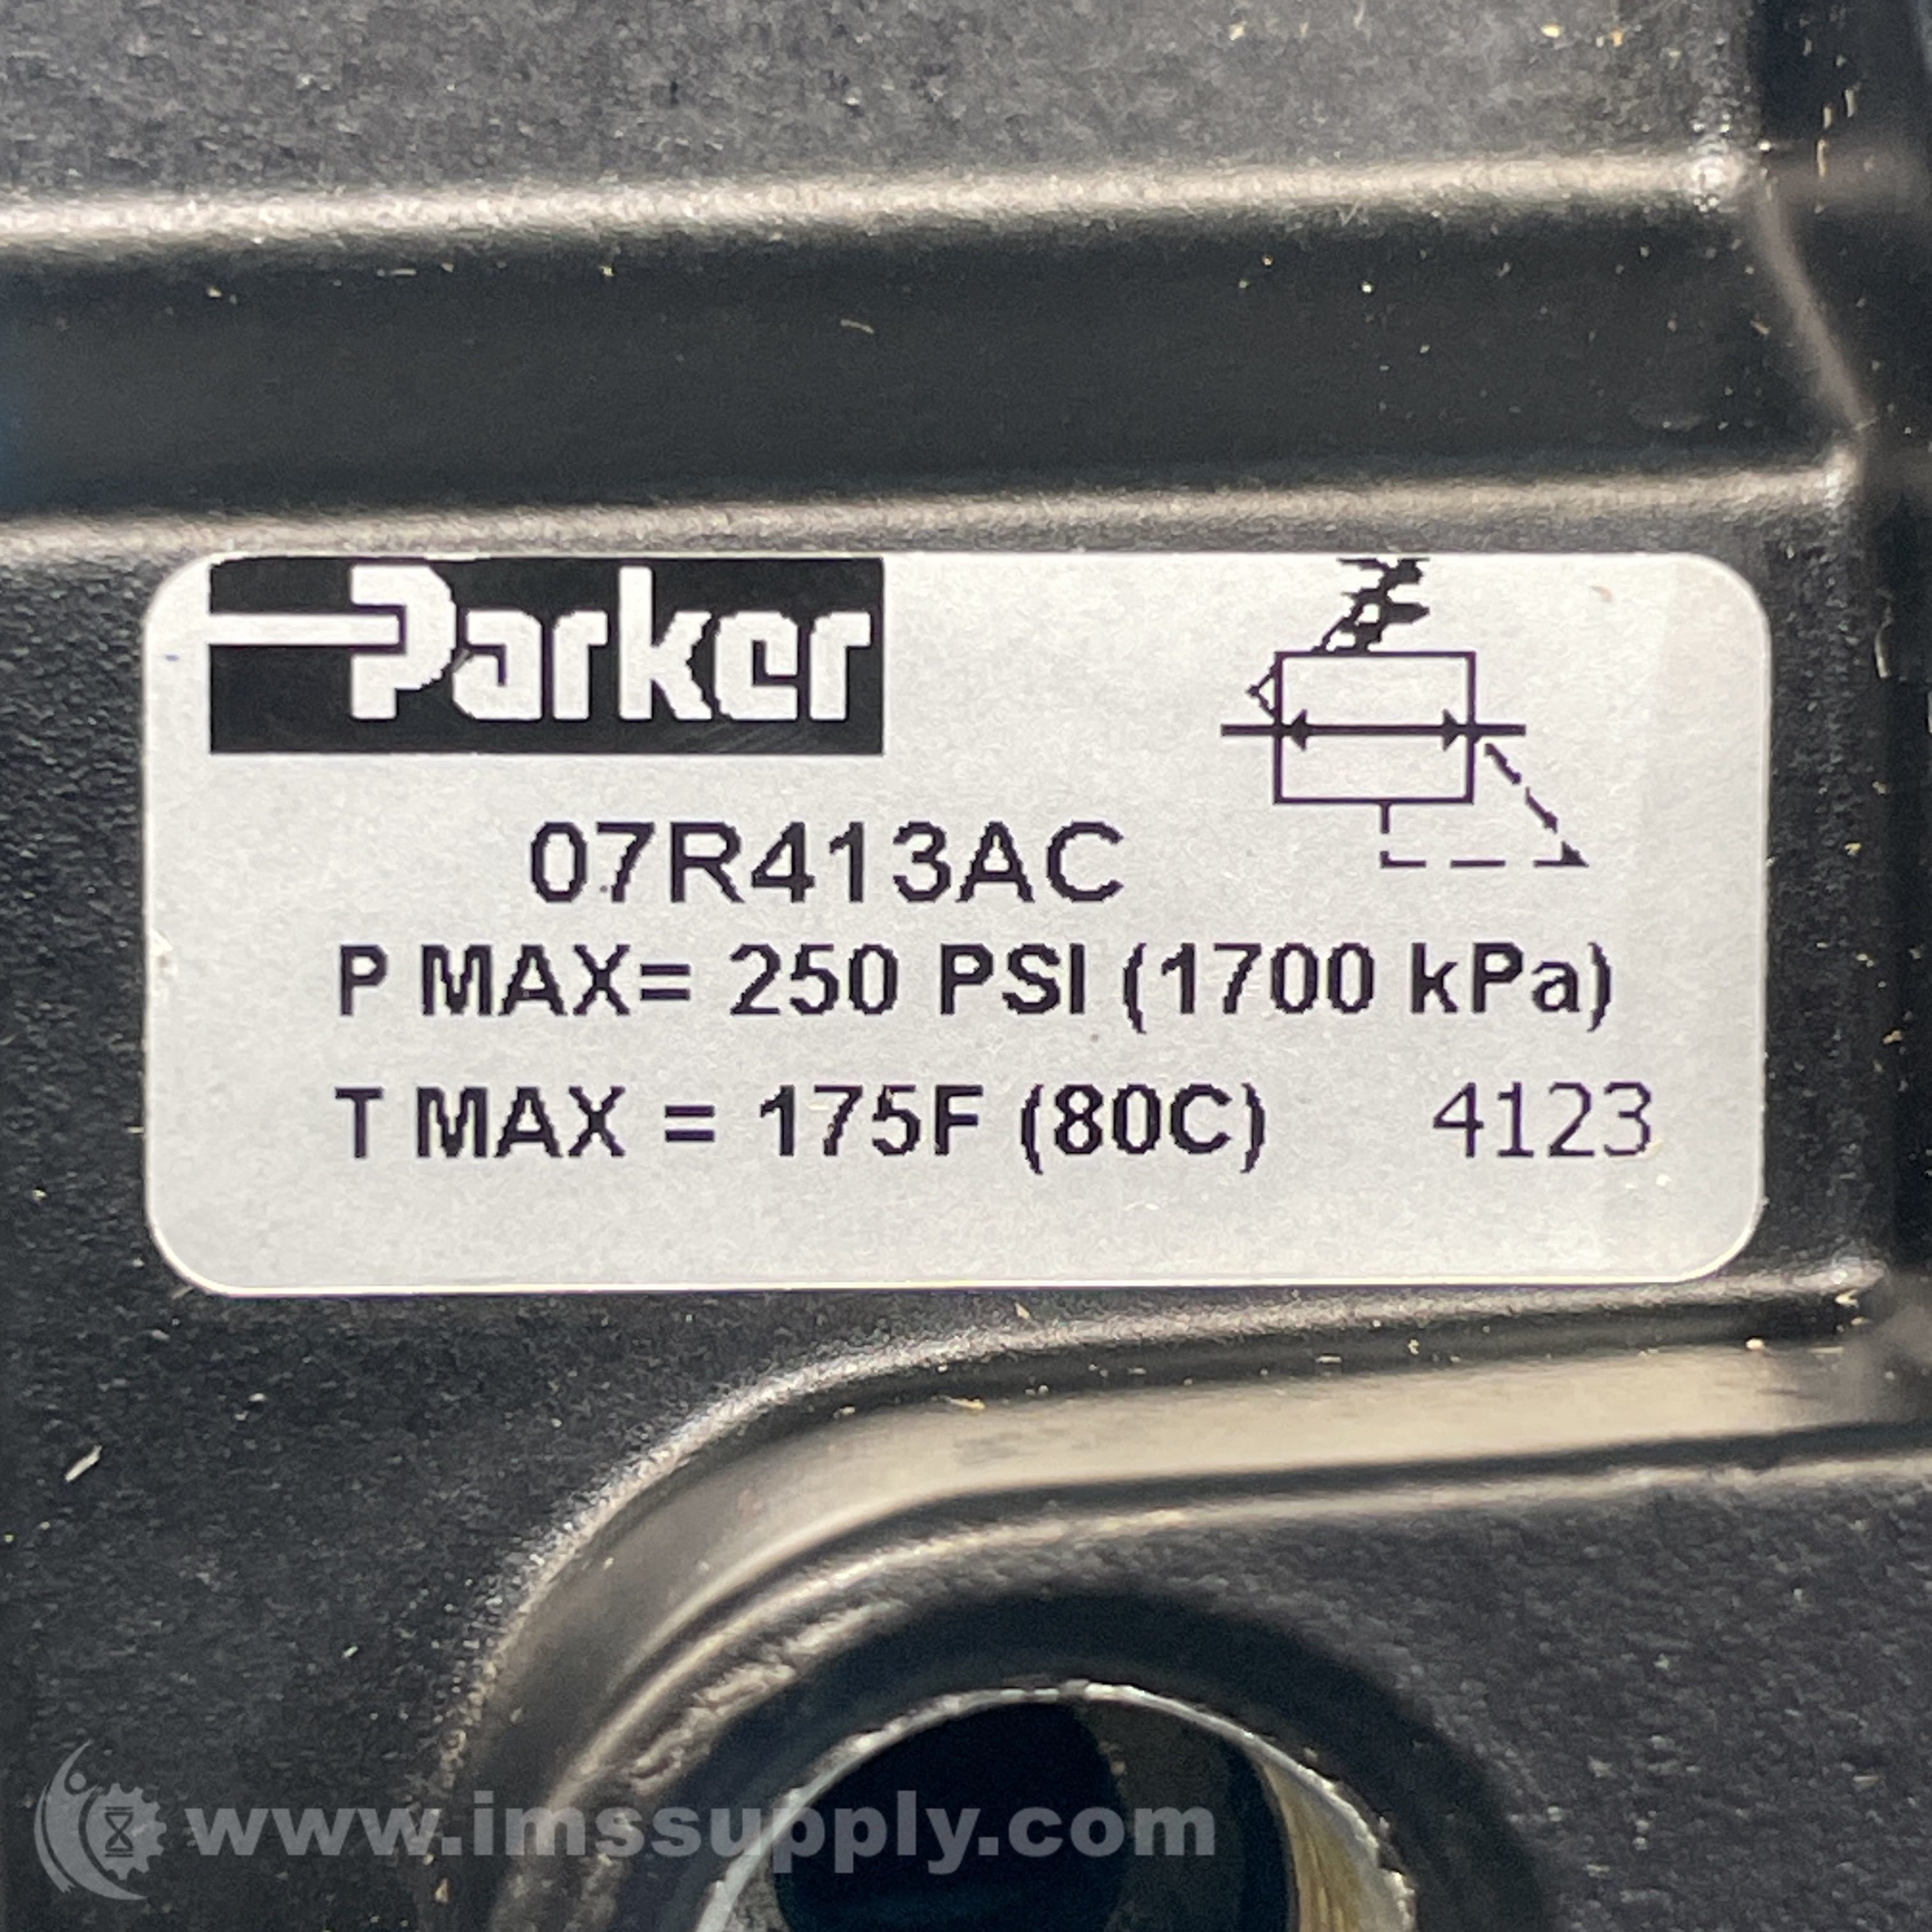 Parker
07R413AC
P MAX= 250 PSI (1700 kPa)
T MAX = 175F (80C) 4123
www.imssupply.com